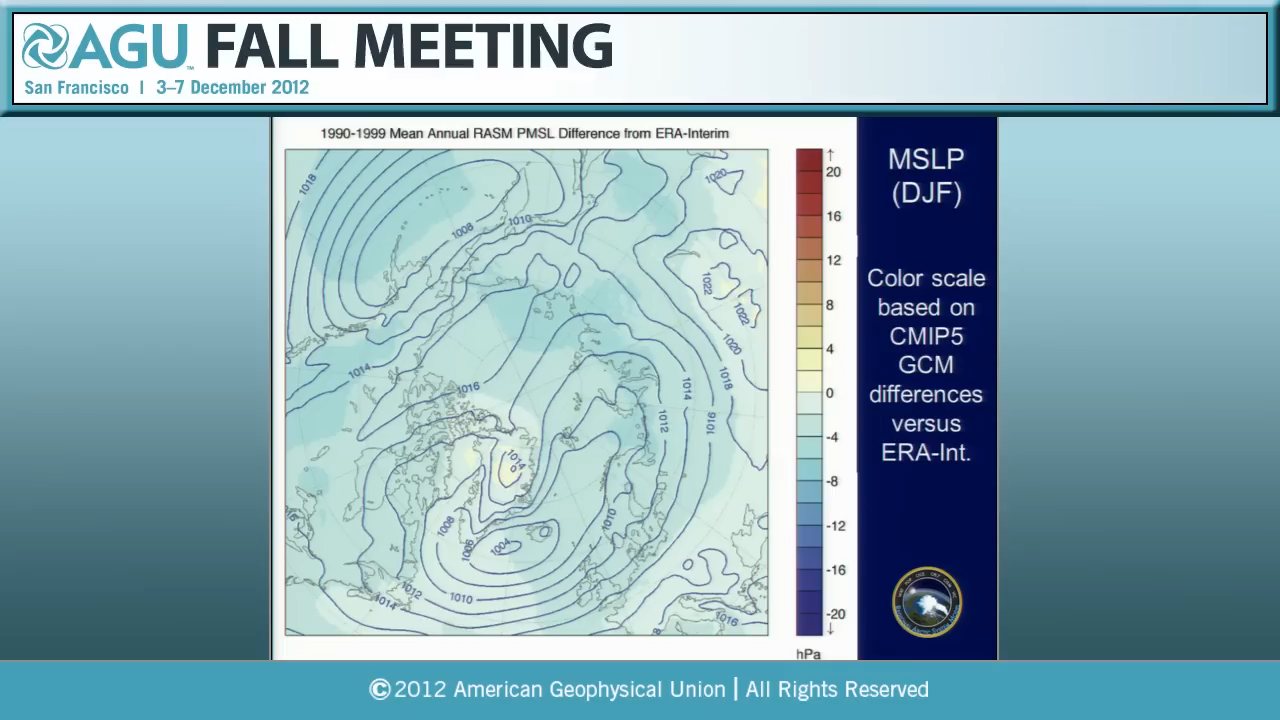 AGU FALL MEETING
San Francisco | 3–7 December 2012
1990-1999 Mean Annual RASM PMSL Difference from ERA-Interim
MSLP
(DJF)
Color scale
based on
CMIP5
GCM
differences
versus
ERA-Int.
1018
1008
1010
1020
1022
1022
1020
1018
1014
1016
1012
1014
1016
1014
1008
1006
1004
1010
1012
1014
1010
1016
20
16
12
8
4
0
-4
-8
-12
-16
-20
hPa
© 2012 American Geophysical Union | All Rights Reserved